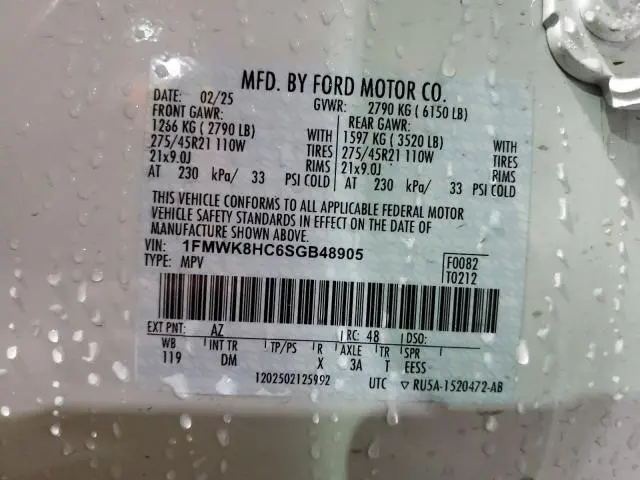 MFD. BY FORD MOTOR CO.
DATE: 02/25 GVWR: 2790 KG ( 6150 LB)
FRONT GAWR: REAR GAWR:
1266 KG ( 2790 LB) WITH 1597 KG ( 3520 LB) WITH
275/45R21 110W TIRES 275/45R21 110W TIRES
21x9.0J RIMS 21x9.0J RIMS
AT 230 kPa/ 33 PSI COLD AT 230 kPa/ 33 PSI COLD
THIS VEHICLE CONFORMS TO ALL APPLICABLE FEDERAL MOTOR
VEHICLE SAFETY STANDARDS IN EFFECT ON THE DATE OF
MANUFACTURE SHOWN ABOVE.
VIN: 1FMWK8HC6SGB48905 F0082
TYPE: MPV T0212
EXT PNT: AZ RC: 48 DSO:
WB INT TR TP/PS R AXLE TR SPR
119 DM X 3A T EESS
1202502125992 UTC ▽ RU5A-1520472-AB